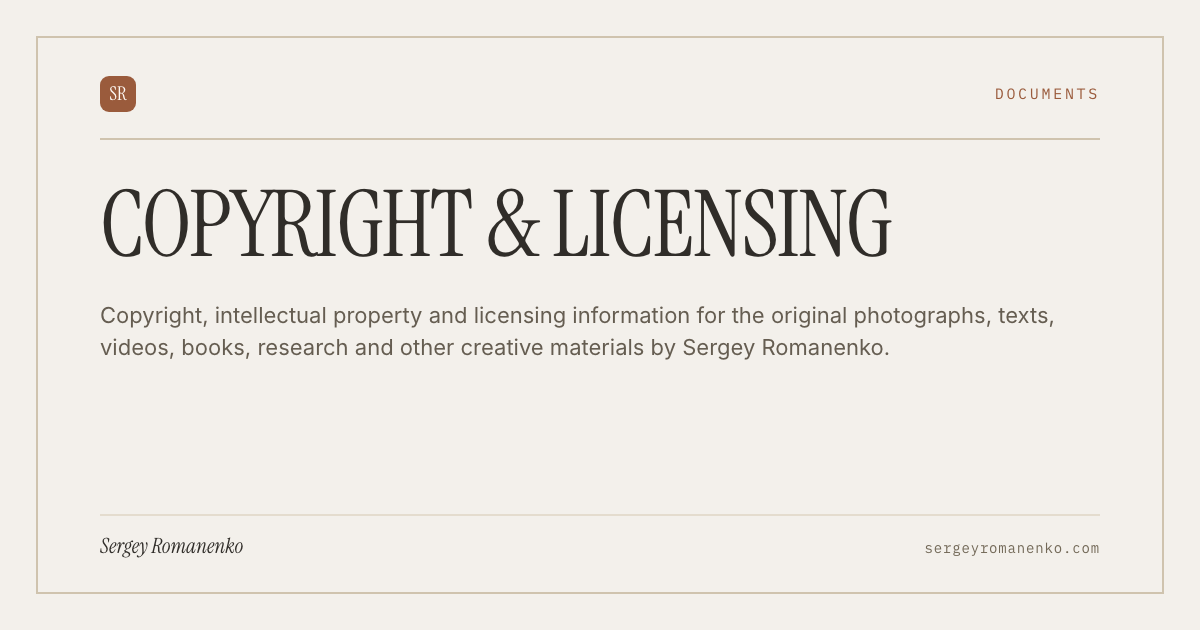 SR
DOCUMENTS
COPYRIGHT & LICENSING
Copyright, intellectual property and licensing information for the original photographs, texts,
videos, books, research and other creative materials by Sergey Romanenko.
Sergey Romanenko
sergeyromanenko.com